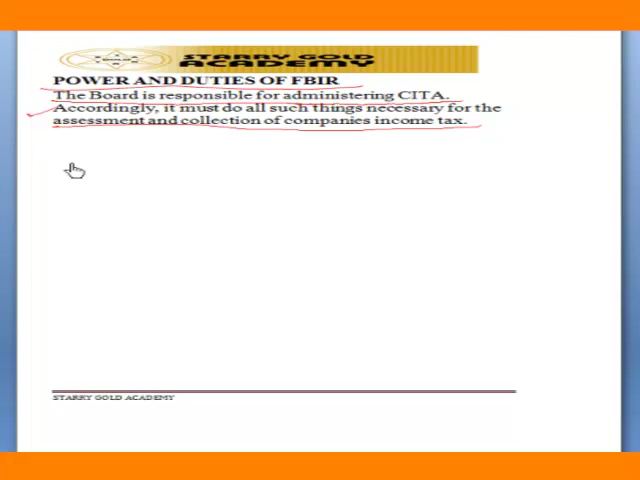 STARRY GOLD
ACADEMY
POWER AND DUTIES OF FBIR
The Board is responsible for administering CITA.
Accordingly, it must do all such things necessary for the
assessment and collection of companies income tax.
STARRY GOLD ACADEMY